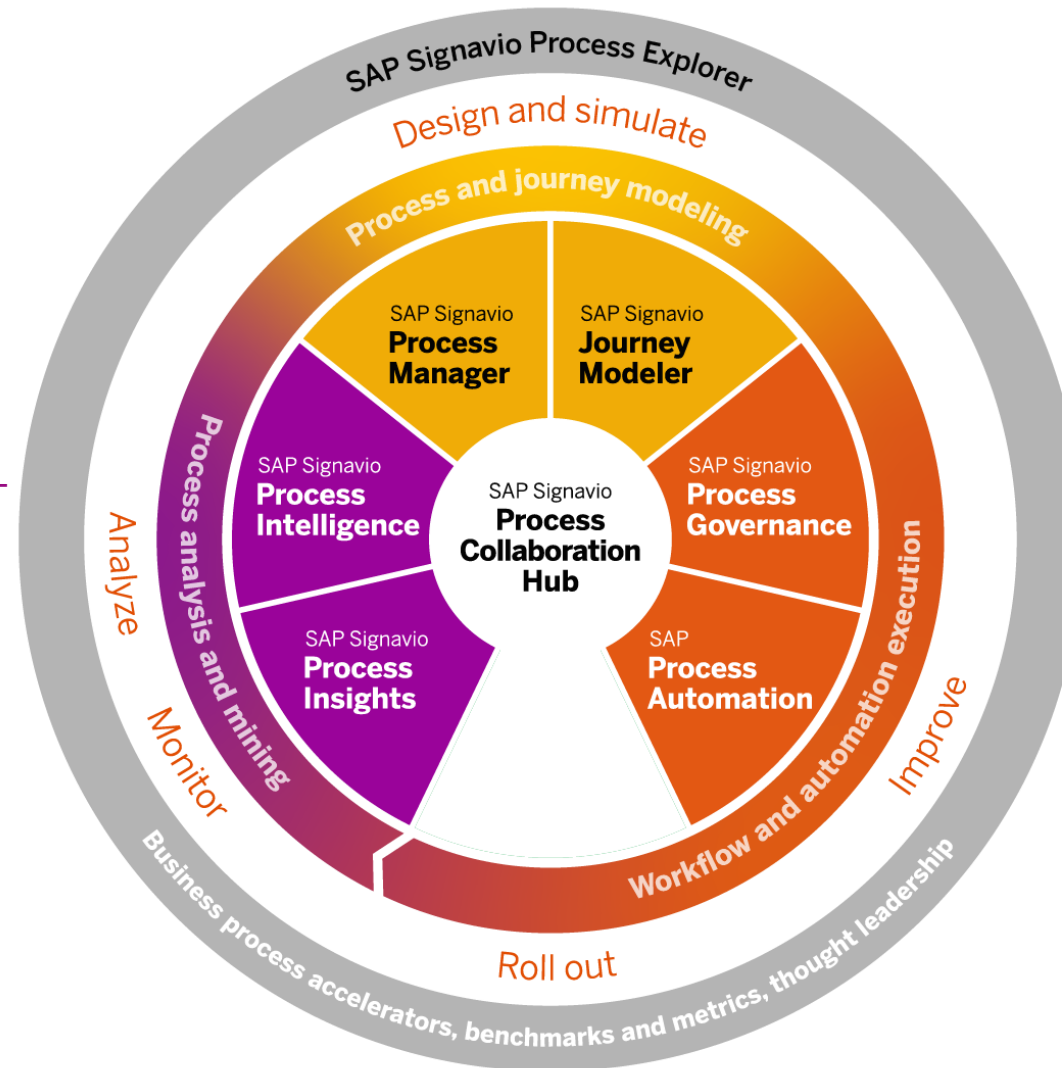 SAP Signavio Process Explorer
Design and simulate
Process and journey modeling
SAP Signavio
Process
Manager
SAP Signavio
Journey
Modeler
SAP Signavio
Process
Intelligence
SAP Signavio
Process
Collaboration
Hub
SAP Signavio
Process
Governance
SAP Signavio
Process
Insights
SAP
Process
Automation
Process analysis and mining
Workflow and automation execution
Analyze
Monitor
Improve
Roll out
Business process accelerators, benchmarks and metrics, thought leadership